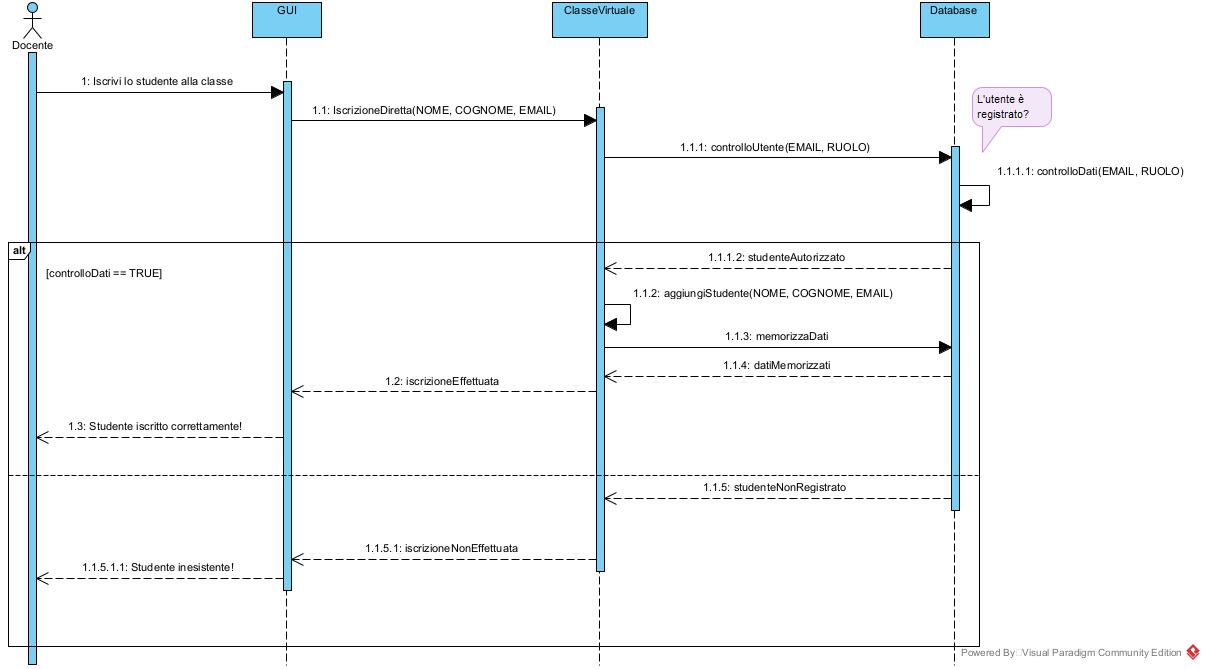 GUI
ClasseVirtuale
Database
Docente
1: Iscrivi lo studente alla classe
L'utente è
registrato?
1.1: IscrizioneDiretta(NOME, COGNOME, EMAIL)
1.1.1: controlloUtente(EMAIL, RUOLO)
1.1.1.1: controlloDati(EMAIL, RUOLO)
alt
1.1.1.2: studenteAutorizzato
[controlloDati == TRUE]
1.1.2: aggiungiStudente(NOME, COGNOME, EMAIL)
1.1.3: memorizzaDati
1.1.4: datiMemorizzati
1.2: iscrizioneEffettuata
1.3: Studente iscritto correttamente!
1.1.5: studenteNonRegistrato
1.1.5.1: iscrizioneNonEffettuata
1.1.5.1.1: Studente inesistente!
Powered By Visual Paradigm Community Edition